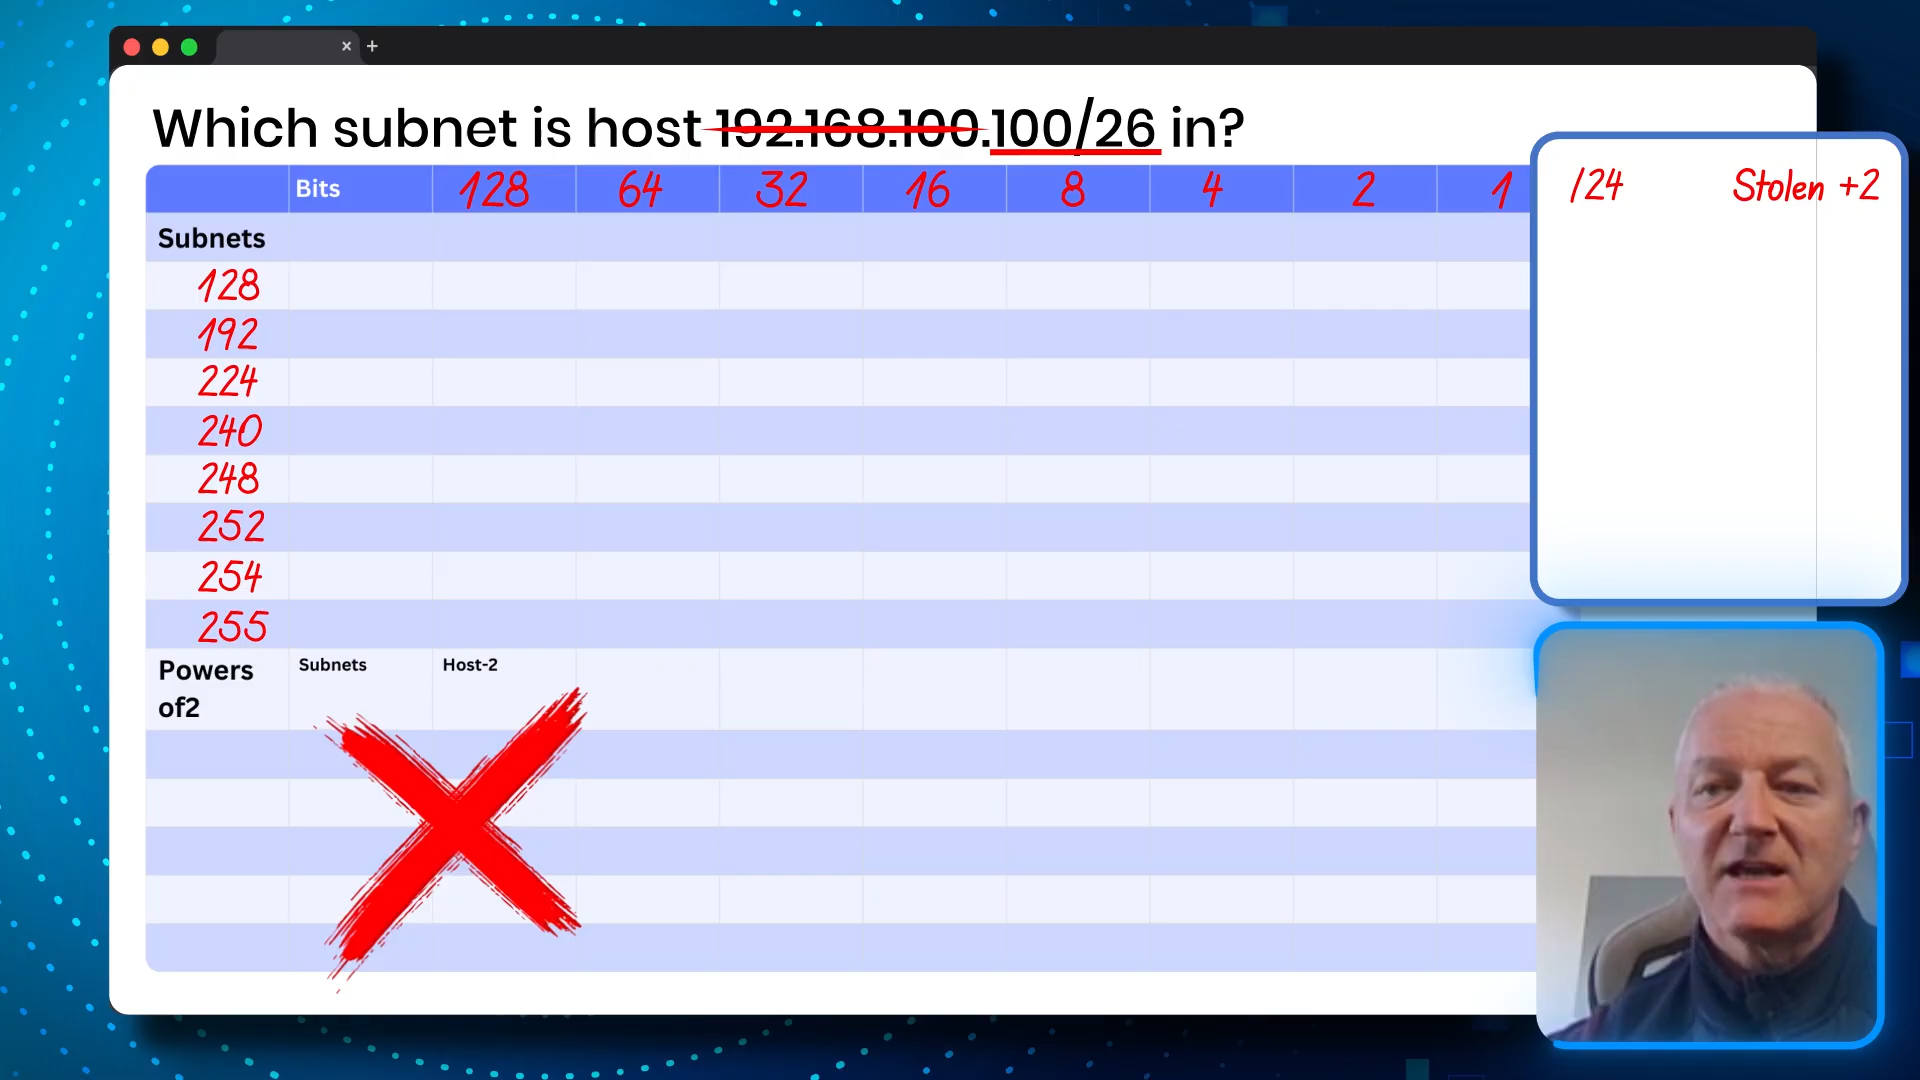 Which subnet is host 192.168.100.100/26 in?
Bits 128 64 32 16 8 4 2 1
/24 Stolen +2
Subnets
128
192
224
240
248
252
254
255
Powers of2
Subnets Host-2